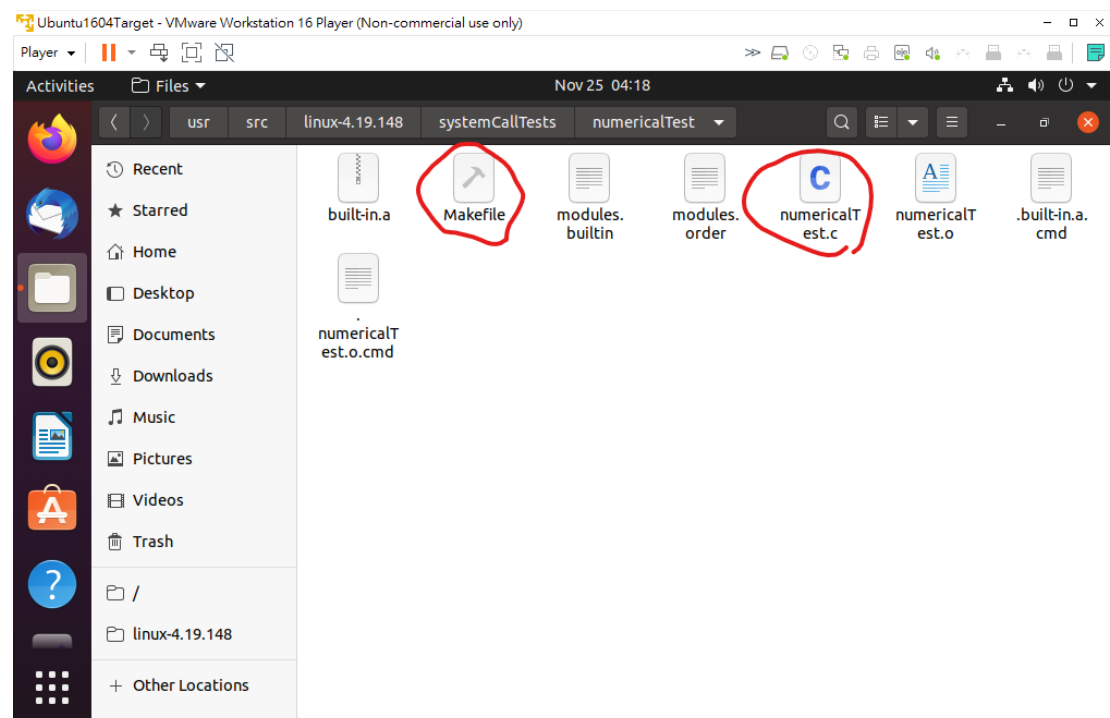 Ubuntu1604Target - VMware Workstation 16 Player (Non-commercial use only)
Player
Activities
Files
Nov 25 04:18
usr
src
linux-4.19.148
systemCallTests
numericalTest
Recent
Starred
Home
Desktop
Documents
Downloads
Music
Pictures
Videos
Trash
/
linux-4.19.148
+ Other Locations
built-in.a
Makefile
modules.
builtin
modules.
order
C
numericalT
est.c
A
numericalT
est.o
.built-in.a.
cmd
.
numericalT
est.o.cmd
A
?